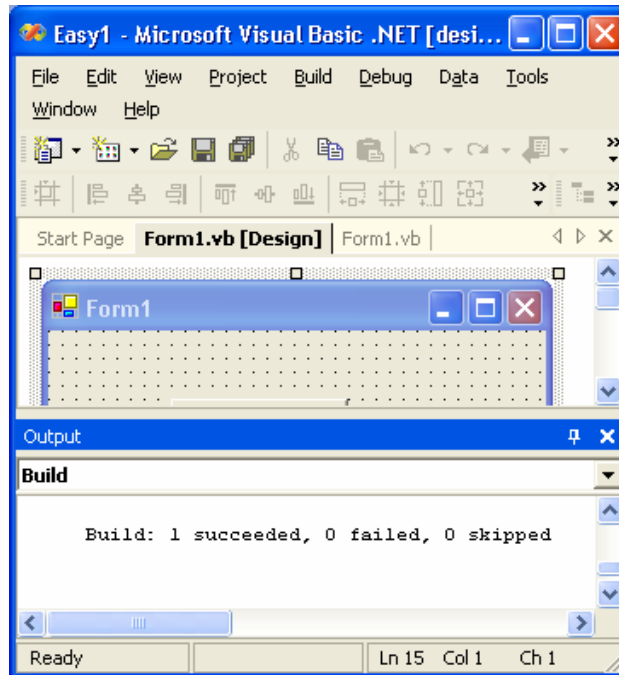 Easy1 - Microsoft Visual Basic .NET [desi...
File Edit View Project Build Debug Data Tools
Window Help
Start Page Form1.vb [Design] Form1.vb
Form1
Output
Build
Build: 1 succeeded, 0 failed, 0 skipped
Ready Ln 15 Col 1 Ch 1